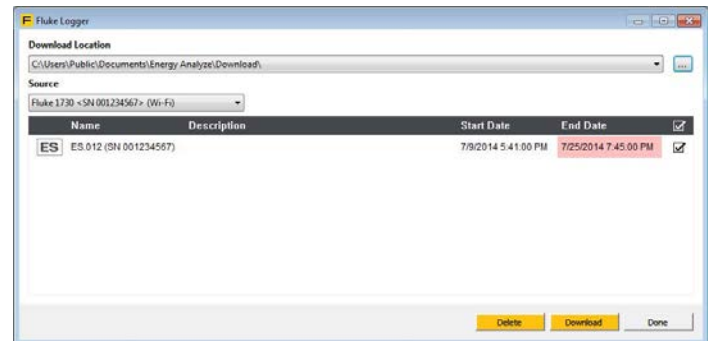 Fluke Logger
Download Location
C:\Users\Public\Documents\Energy Analyze\Download\
...
Source
Fluke 1730 <SN 001234567> (Wi-Fi)
Name Description Start Date End Date
ES ES.012 (SN 001234567) 7/9/2014 5:41:00 PM 7/25/2014 7:45:00 PM
Delete Download Done